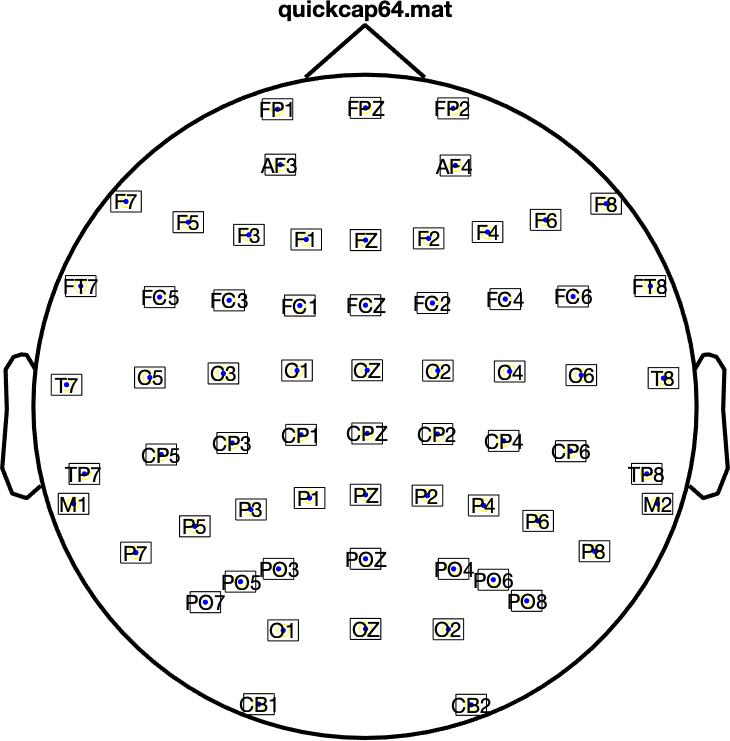 quickcap64.mat
FP1 FPZ FP2
AF3 AF4
F7 F5 F3 F1 FZ F2 F4 F6 F8
FT7 FC5 FC3 FC1 FCZ FC2 FC4 FC6 FT8
T7 C5 C3 C1 CZ C2 C4 C6 T8
TP7 CP5 CP3 CP1 CPZ CP2 CP4 CP6 TP8
M1 M2
P7 P5 P3 P1 PZ P2 P4 P6 P8
PO7 PO5 PO3 POZ PO4 PO6 PO8
O1 OZ O2
CB1 CB2